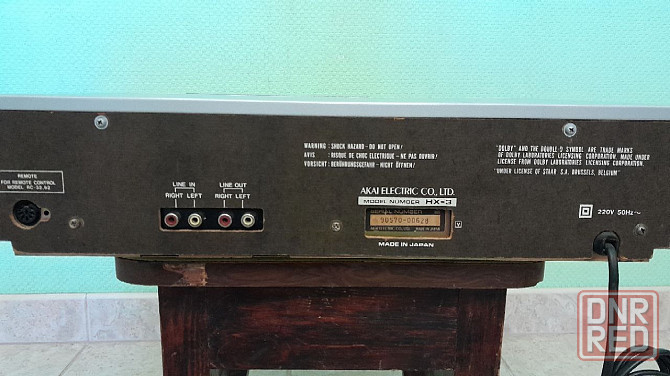 REMOTE
FOR REMOTE CONTROL
MODEL RC-32,92
LINE IN
RIGHT LEFT
LINE OUT
RIGHT LEFT
WARNING : SHOCK HAZARD - DO NOT OPEN!
AVIS : RISQUE DE CHOC ELECTRIQUE - NE PAS OUVRIR!
VORSICHT : BERÜHRUNGSGEFAHR - NICHT ÖFFNEN!
AKAI ELECTRIC CO., LTD.
MODEL NUMBER HX-3
SERIAL NUMBER
MADE IN JAPAN
V
"DOLBY" AND THE DOUBLE-D SYMBOL ARE TRADE MARKS
OF DOLBY LABORATORIES LICENSING CORPORATION. MADE UNDER
LICENSE FROM DOLBY LABORATORIES LICENSING CORPORATION.
"UNDER LICENSE OF STAAR S.A. BRUSSELS, BELGIUM"
220V 50Hz~
DNR
RED